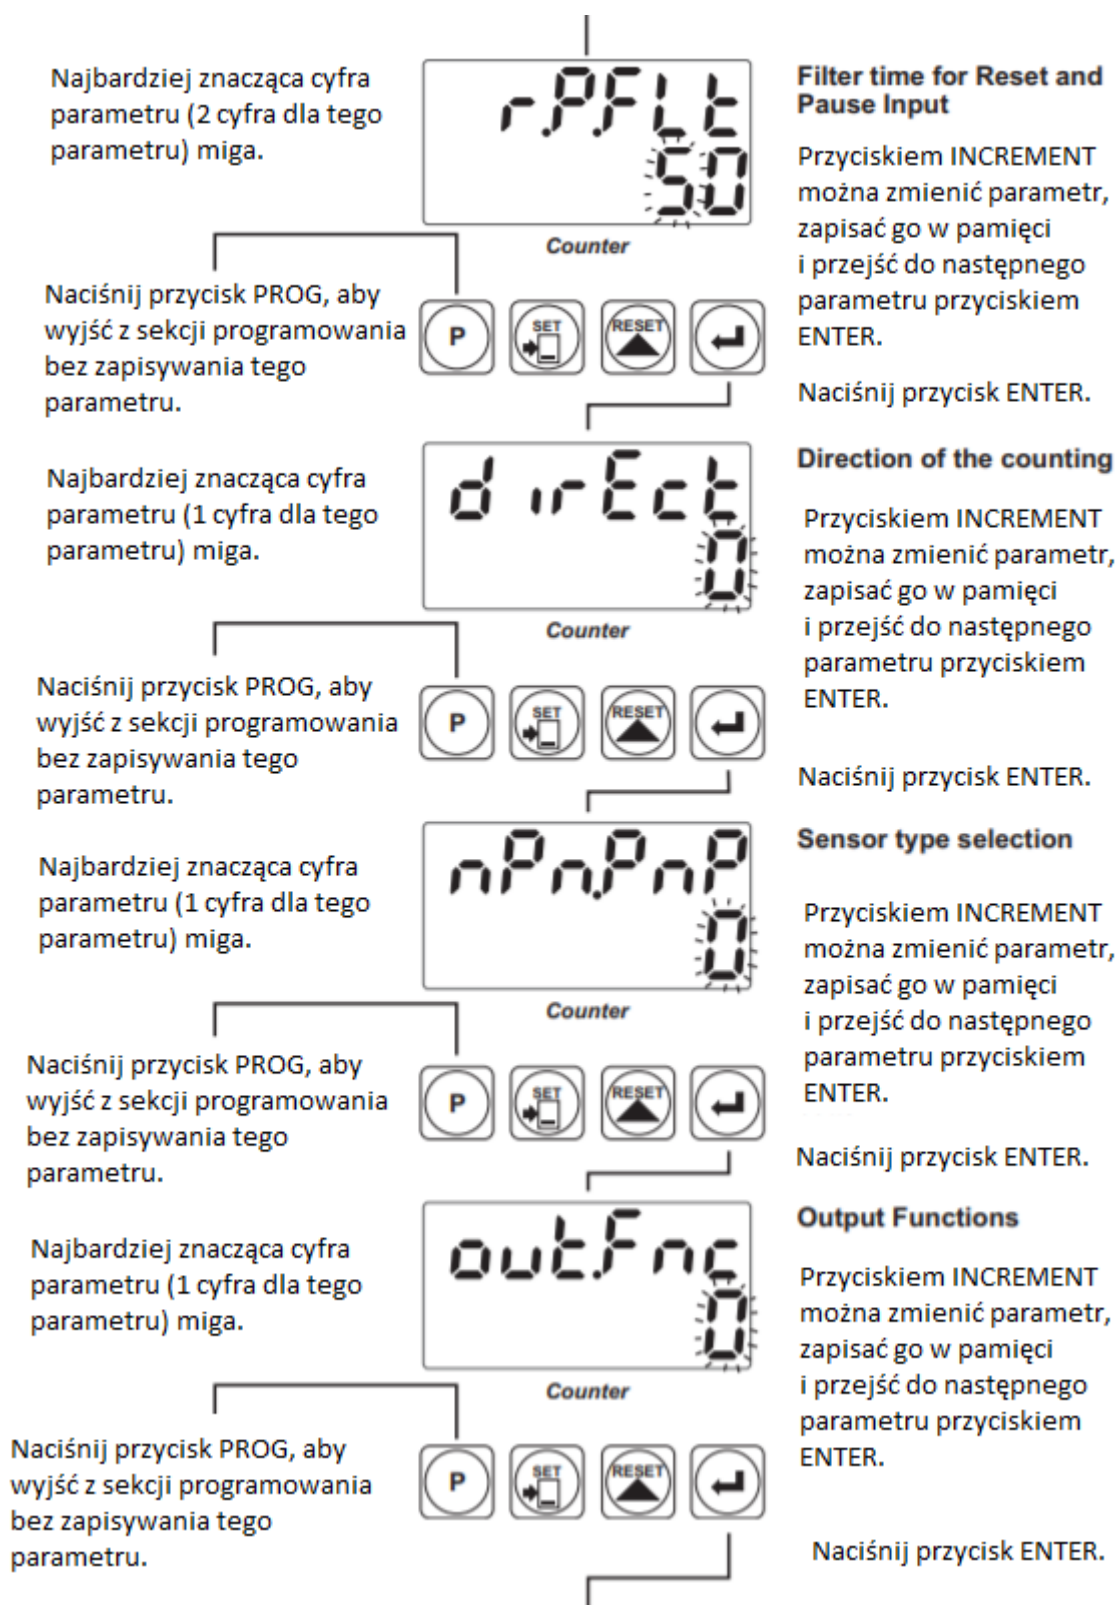 Najbardziej znacząca cyfra
parametru (2 cyfra dla tego
parametru) miga.
r.P.FLt
50
Counter
Filter time for Reset and
Pause Input
Przyciskiem INCREMENT
można zmienić parametr,
zapisać go w pamięci
i przejść do następnego
parametru przyciskiem
ENTER.
Naciśnij przycisk PROG, aby
wyjść z sekcji programowania
bez zapisywania tego
parametru.
P
SET
RESET
Naciśnij przycisk ENTER.
Najbardziej znacząca cyfra
parametru (1 cyfra dla tego
parametru) miga.
dırEct
0
Counter
Direction of the counting
Przyciskiem INCREMENT
można zmienić parametr,
zapisać go w pamięci
i przejść do następnego
parametru przyciskiem
ENTER.
Naciśnij przycisk PROG, aby
wyjść z sekcji programowania
bez zapisywania tego
parametru.
P
SET
RESET
Naciśnij przycisk ENTER.
Najbardziej znacząca cyfra
parametru (1 cyfra dla tego
parametru) miga.
nPn.PnP
0
Counter
Sensor type selection
Przyciskiem INCREMENT
można zmienić parametr,
zapisać go w pamięci
i przejść do następnego
parametru przyciskiem
ENTER.
Naciśnij przycisk PROG, aby
wyjść z sekcji programowania
bez zapisywania tego
parametru.
P
SET
RESET
Naciśnij przycisk ENTER.
Najbardziej znacząca cyfra
parametru (1 cyfra dla tego
parametru) miga.
out.Fnc
0
Counter
Output Functions
Przyciskiem INCREMENT
można zmienić parametr,
zapisać go w pamięci
i przejść do następnego
parametru przyciskiem
ENTER.
Naciśnij przycisk PROG, aby
wyjść z sekcji programowania
bez zapisywania tego
parametru.
P
SET
RESET
Naciśnij przycisk ENTER.